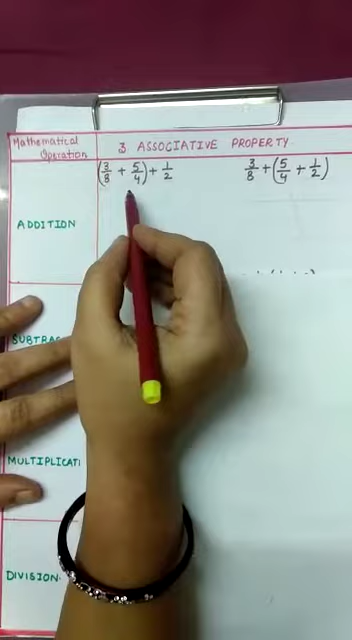 Mathematical Operation
3 ASSOCIATIVE PROPERTY
ADDITION
(3/8 + 5/4) + 1/2
3/8 + (5/4 + 1/2)
SUBTRAC
MULTIPLICATI
DIVISION